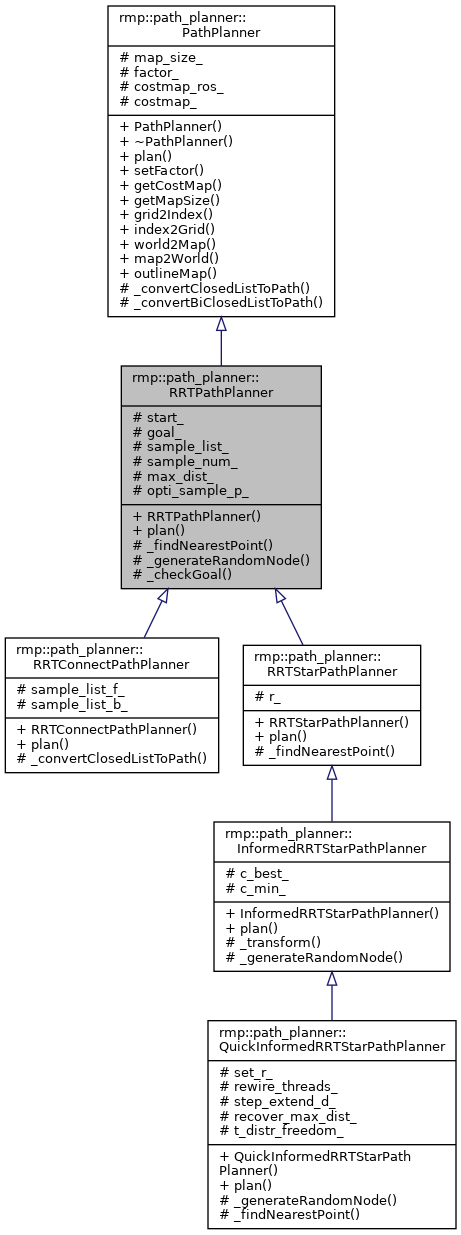 rmp::path_planner::
PathPlanner
# map_size_
# factor_
# costmap_ros_
# costmap_
+ PathPlanner()
+ ~PathPlanner()
+ plan()
+ setFactor()
+ getCostMap()
+ getMapSize()
+ grid2Index()
+ index2Grid()
+ world2Map()
+ map2World()
+ outlineMap()
# _convertClosedListToPath()
# _convertBiClosedListToPath()
rmp::path_planner::
RRTPathPlanner
# start_
# goal_
# sample_list_
# sample_num_
# max_dist_
# opti_sample_p_
+ RRTPathPlanner()
+ plan()
# _findNearestPoint()
# _generateRandomNode()
# _checkGoal()
rmp::path_planner::
RRTConnectPathPlanner
# sample_list_f_
# sample_list_b_
+ RRTConnectPathPlanner()
+ plan()
# _convertClosedListToPath()
rmp::path_planner::
RRTStarPathPlanner
# r_
+ RRTStarPathPlanner()
+ plan()
# _findNearestPoint()
rmp::path_planner::
InformedRRTStarPathPlanner
# c_best_
# c_min_
+ InformedRRTStarPathPlanner()
+ plan()
# _transform()
# _generateRandomNode()
rmp::path_planner::
QuickInformedRRTStarPathPlanner
# set_r_
# rewire_threads_
# step_extend_d_
# recover_max_dist_
# t_distr_freedom_
+ QuickInformedRRTStarPath
Planner()
+ plan()
# _generateRandomNode()
# _findNearestPoint()